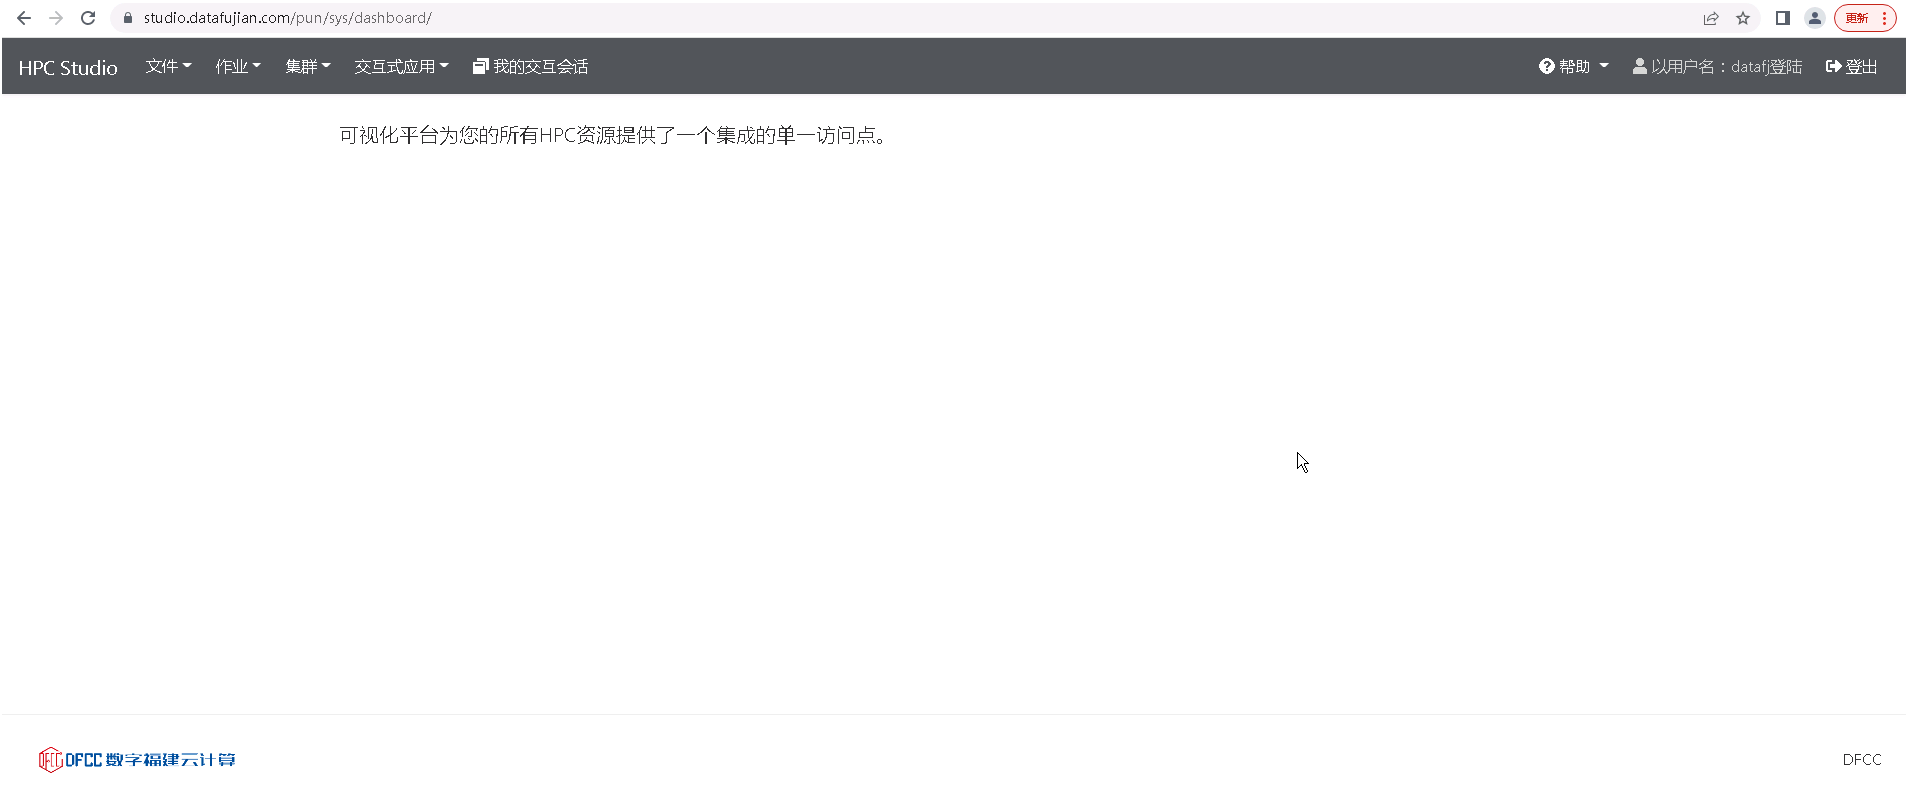 studio.datafujian.com/pun/sys/dashboard/
更新
HPC Studio 文件 作业 集群 交互式应用 我的交互会话 帮助 以用户名：datafj登陆 登出
可视化平台为您的所有HPC资源提供了一个集成的单一访问点。
DFCC DFCC 数字福建云计算
DFCC